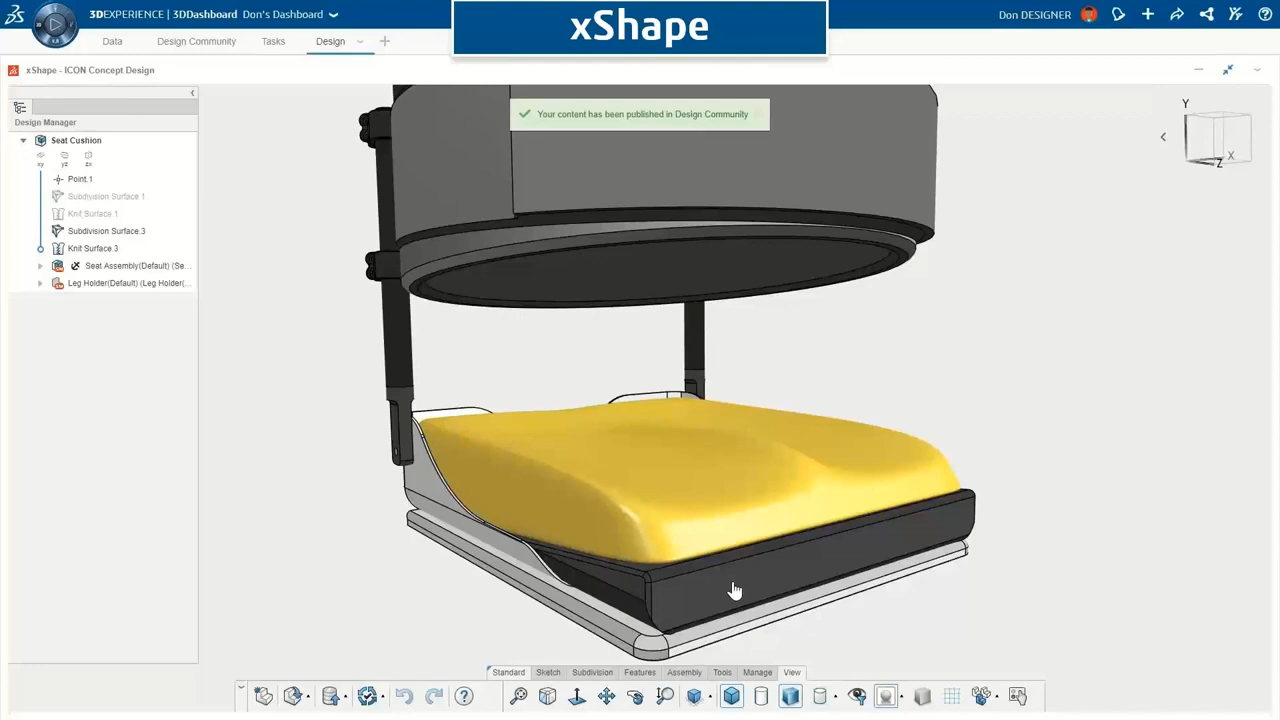 3DEXPERIENCE | 3DDashboard Don's Dashboard
xShape
Don DESIGNER
Data
Design Community
Tasks
Design
xShape - ICON Concept Design
Design Manager
Your content has been published in Design Community
Seat Cushion
xy yz zx
Point.1
Subdivision Surface 1
Knit Surface.1
Subdivision Surface.3
Knit Surface.3
Seat Assembly(Default) (Se...
Leg Holder(Default) (Leg Holder(...
Y
X
Z
Standard
Sketch
Subdivision
Features
Assembly
Tools
Manage
View